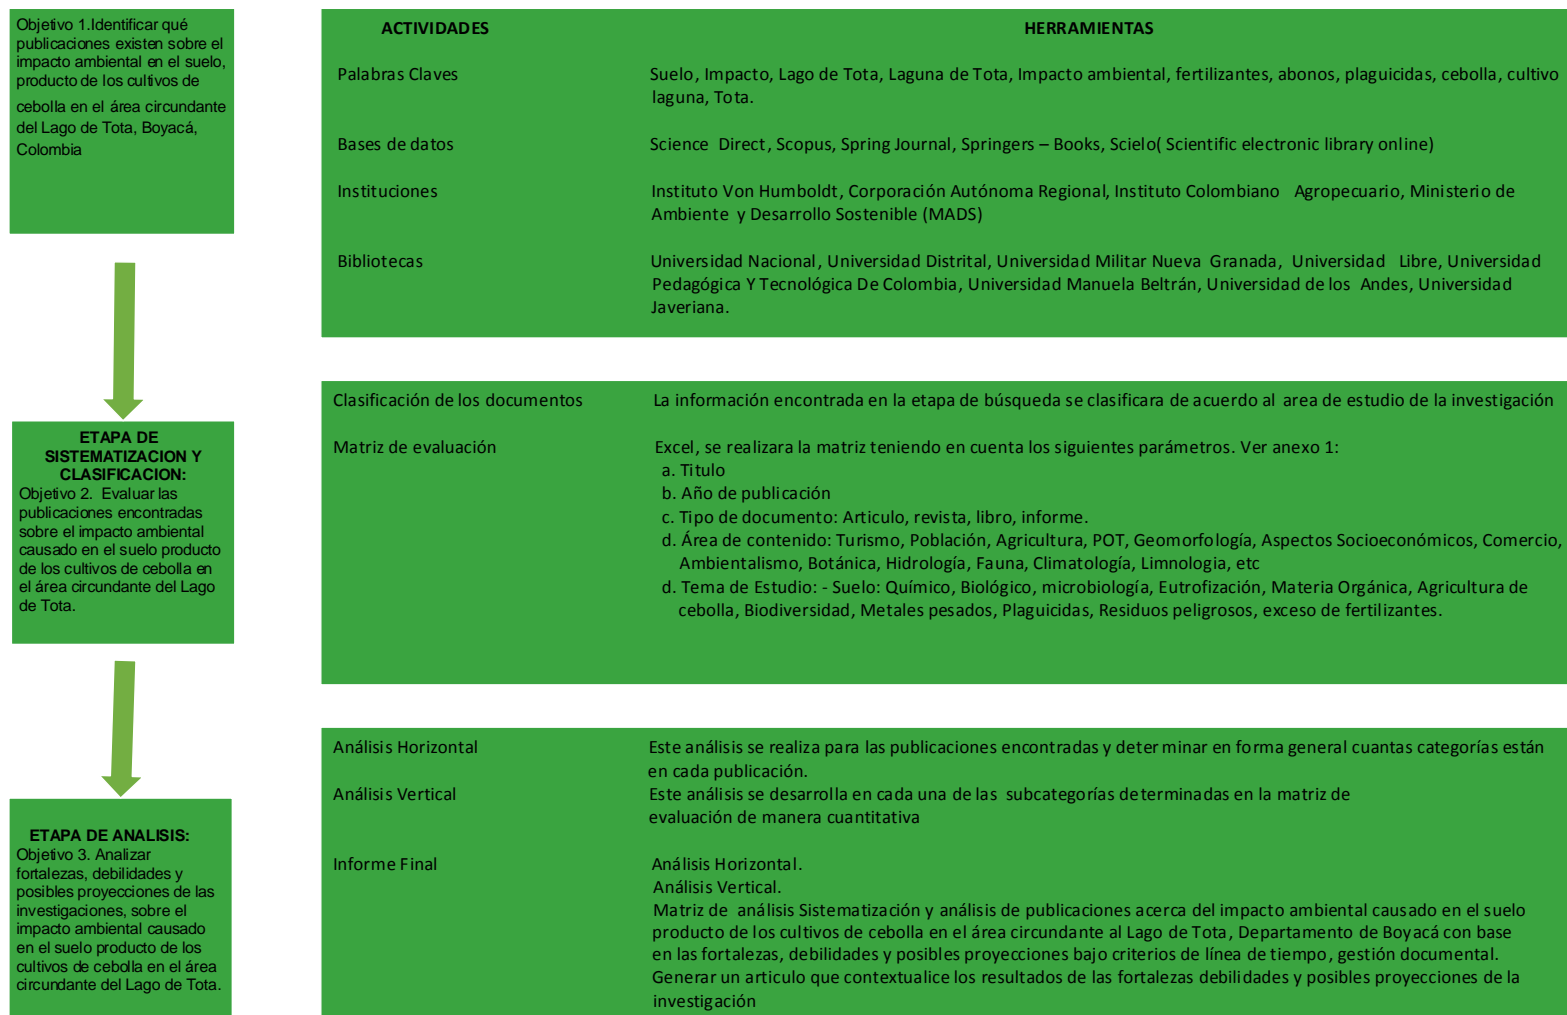 Objetivo 1.Identificar qué
publicaciones existen sobre el
impacto ambiental en el suelo,
producto de los cultivos de
cebolla en el área circundante
del Lago de Tota, Boyacá,
Colombia
ACTIVIDADES HERRAMIENTAS
Palabras Claves Suelo, Impacto, Lago de Tota, Laguna de Tota, Impacto ambiental, fertilizantes, abonos, plaguicidas, cebolla, cultivo
laguna, Tota.
Bases de datos Science Direct, Scopus, Spring Journal, Springers – Books, Scielo( Scientific electronic library online)
Instituciones Instituto Von Humboldt, Corporación Autónoma Regional, Instituto Colombiano Agropecuario, Ministerio de
Ambiente y Desarrollo Sostenible (MADS)
Bibliotecas Universidad Nacional, Universidad Distrital, Universidad Militar Nueva Granada, Universidad Libre, Universidad
Pedagógica Y Tecnológica De Colombia, Universidad Manuela Beltrán, Universidad de los Andes, Universidad
Javeriana.
ETAPA DE
SISTEMATIZACION Y
CLASIFICACION:
Objetivo 2. Evaluar las
publicaciones encontradas
sobre el impacto ambiental
causado en el suelo producto
de los cultivos de cebolla en
el área circundante del Lago
de Tota.
Clasificación de los documentos La información encontrada en la etapa de búsqueda se clasificara de acuerdo al area de estudio de la investigación
Matriz de evaluación Excel, se realizara la matriz teniendo en cuenta los siguientes parámetros. Ver anexo 1:
a. Titulo
b. Año de publicación
c. Tipo de documento: Articulo, revista, libro, informe.
d. Área de contenido: Turismo, Población, Agricultura, POT, Geomorfología, Aspectos Socioeconómicos, Comercio,
Ambientalismo, Botánica, Hidrología, Fauna, Climatología, Limnologia, etc
d. Tema de Estudio: - Suelo: Químico, Biológico, microbiología, Eutrofización, Materia Orgánica, Agricultura de
cebolla, Biodiversidad, Metales pesados, Plaguicidas, Residuos peligrosos, exceso de fertilizantes.
ETAPA DE ANALISIS:
Objetivo 3. Analizar
fortalezas, debilidades y
posibles proyecciones de las
investigaciones, sobre el
impacto ambiental causado
en el suelo producto de los
cultivos de cebolla en el área
circundante del Lago de Tota.
Análisis Horizontal Este análisis se realiza para las publicaciones encontradas y determinar en forma general cuantas categorías están
en cada publicación.
Análisis Vertical Este análisis se desarrolla en cada una de las subcategorías determinadas en la matriz de
evaluación de manera cuantitativa
Informe Final Análisis Horizontal.
Análisis Vertical.
Matriz de análisis Sistematización y análisis de publicaciones acerca del impacto ambiental causado en el suelo
producto de los cultivos de cebolla en el área circundante al Lago de Tota, Departamento de Boyacá con base
en las fortalezas, debilidades y posibles proyecciones bajo criterios de línea de tiempo, gestión documental.
Generar un articulo que contextualice los resultados de las fortalezas debilidades y posibles proyecciones de la
investigación